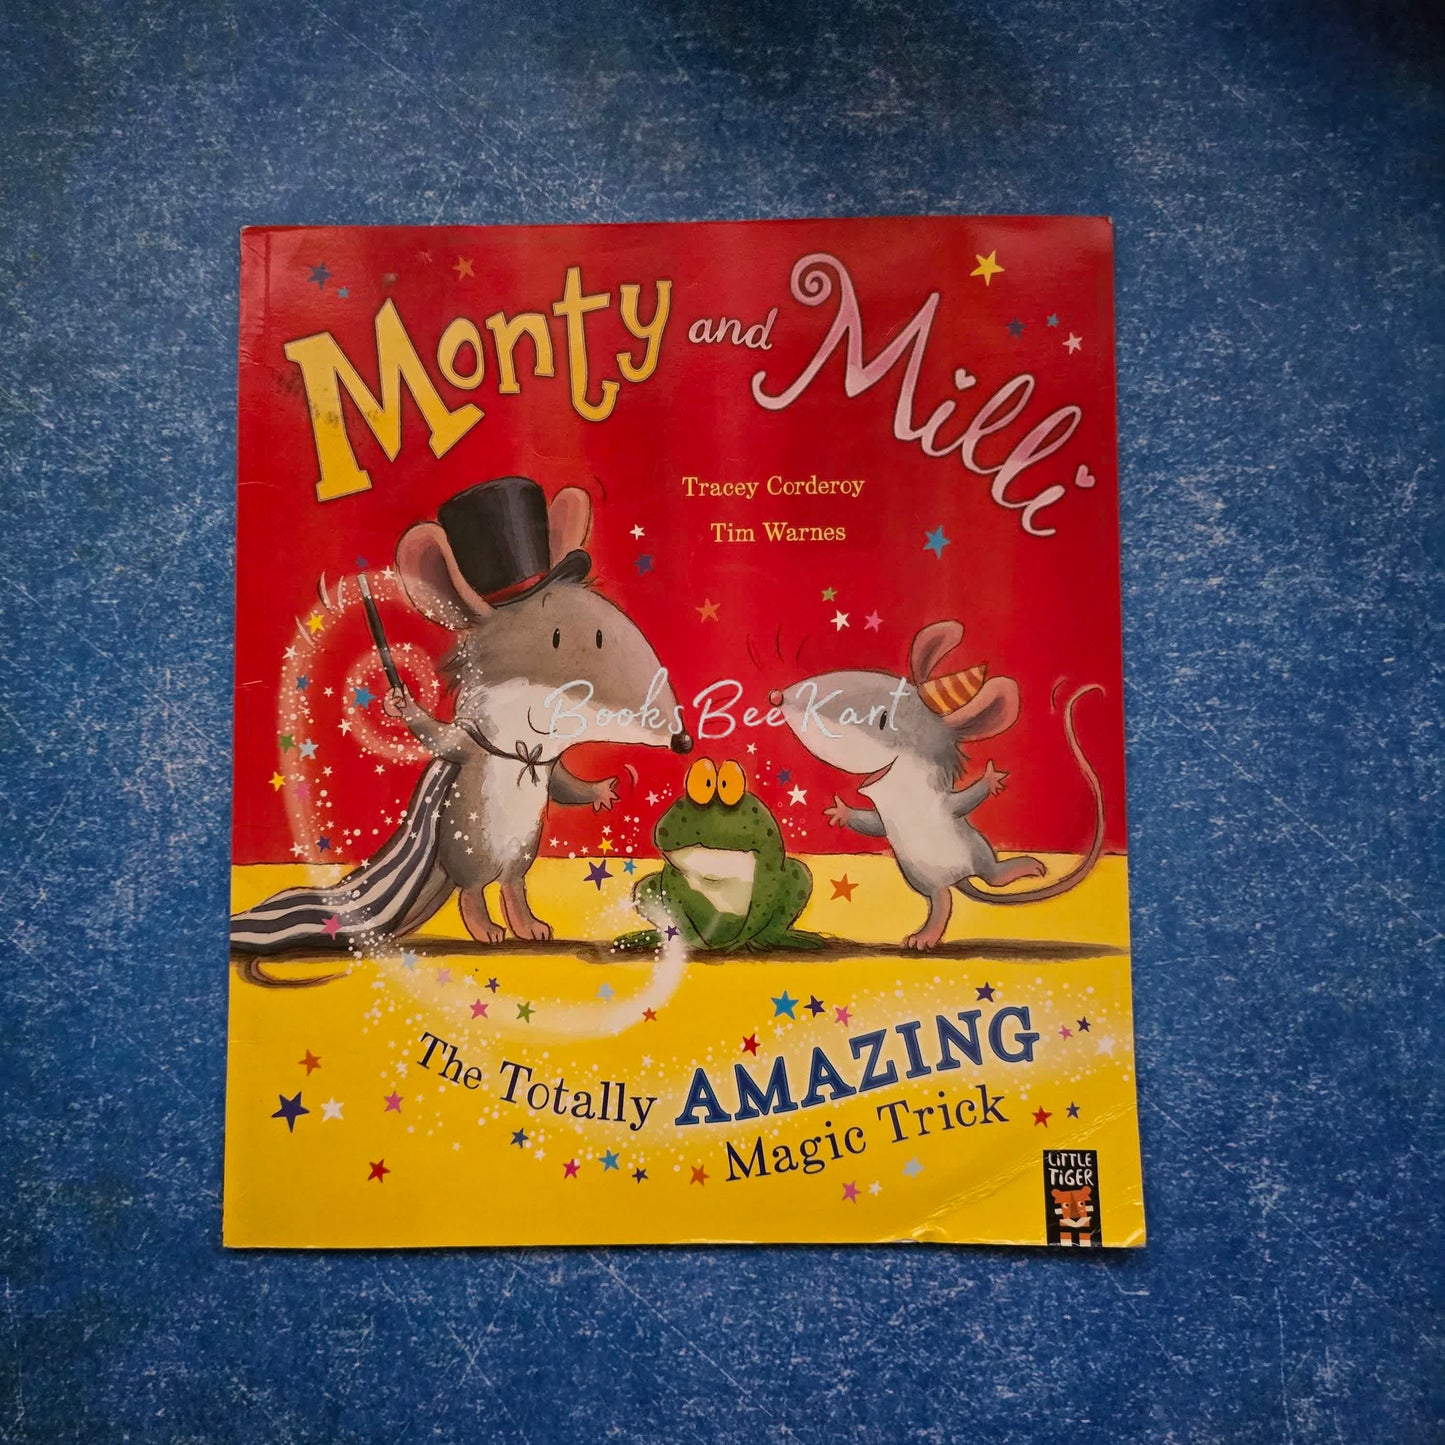 Monty and Milli
Tracey Corderoy
Tim Warnes
BooksBeeKart
The Totally AMAZING
Magic Trick
LITTLE
TIGER